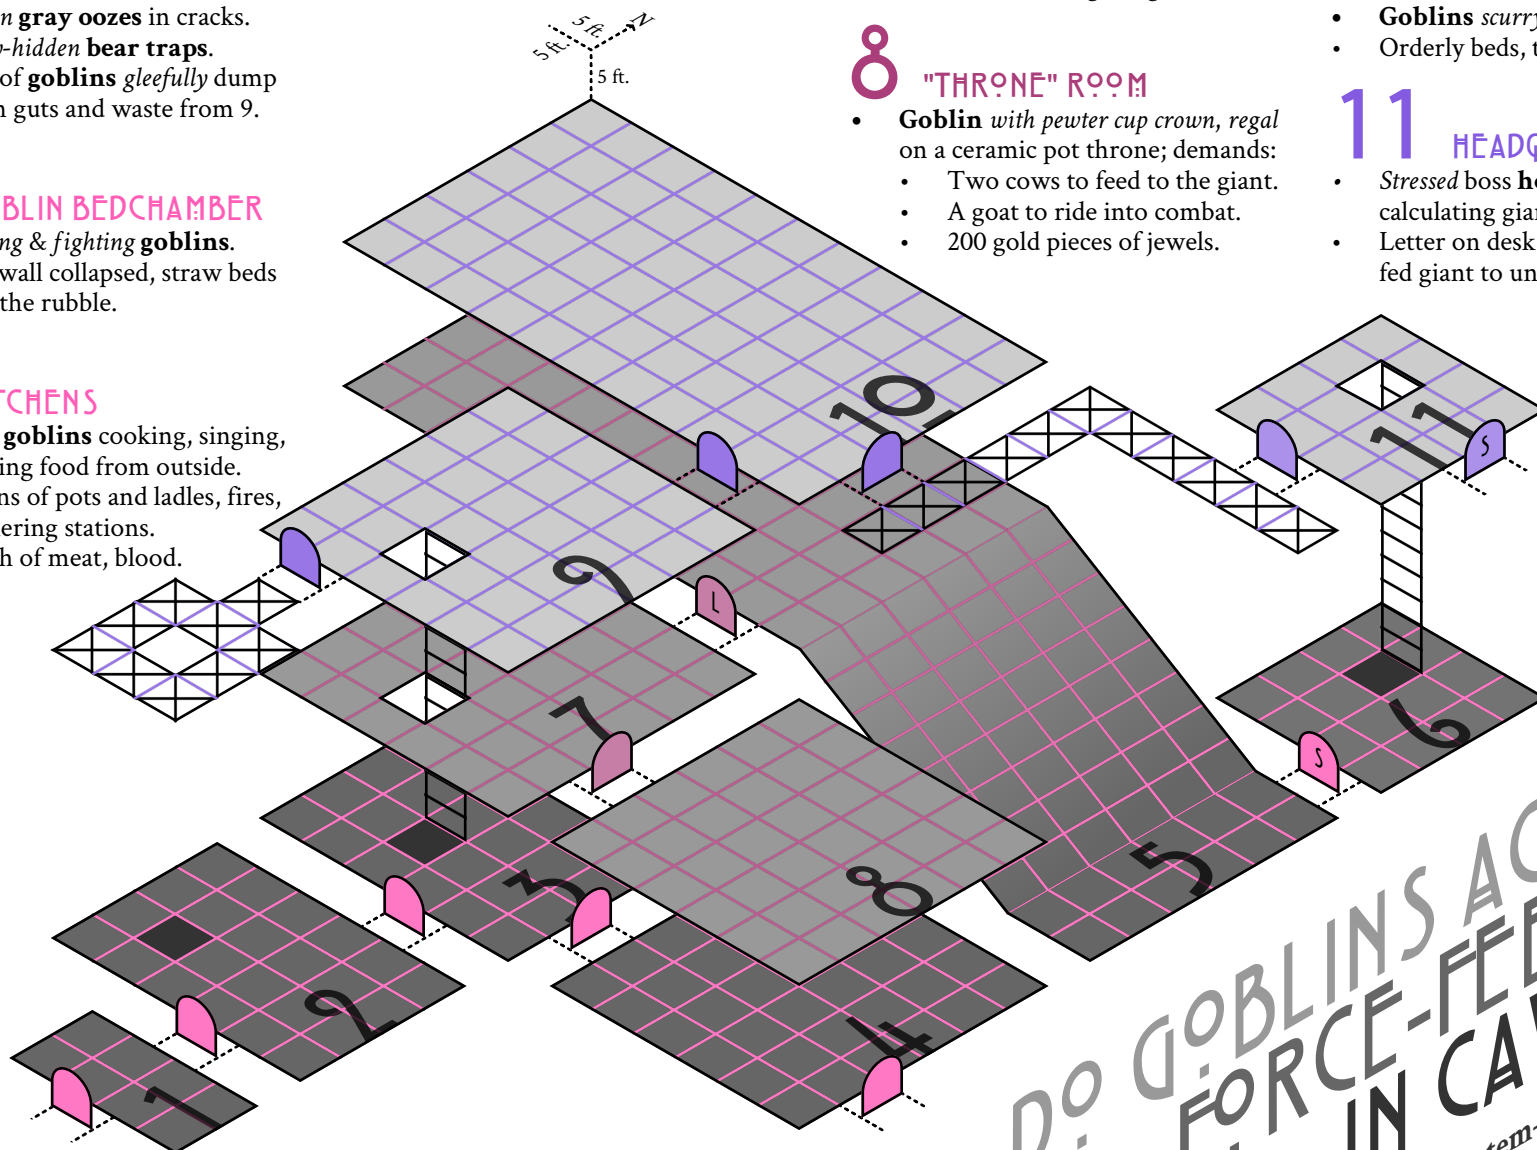 gray oozes in cracks.
-hidden bear traps.
of goblins gleefully dump
guts and waste from 9.
BLIN BEDCHAMBER
ng & fighting goblins.
wall collapsed, straw beds
the rubble.
TCHENS
goblins cooking, singing,
ing food from outside.
ns of pots and ladles, fires,
ering stations.
h of meat, blood.
5 ft.
5 ft.
N
5 ft.
8 "THRONE" ROOM
• Goblin with pewter cup crown, regal
on a ceramic pot throne; demands:
• Two cows to feed to the giant.
• A goat to ride into combat.
• 200 gold pieces of jewels.
• Goblins scurry
• Orderly beds, t
11 HEADQ
• Stressed boss ho
calculating gian
• Letter on desk
fed giant to un
10
11
S
9
L
7
6
S
8
5
3
2
4
1
DO GOBLINS AC
FORCE-FEE
IN CA
tem-